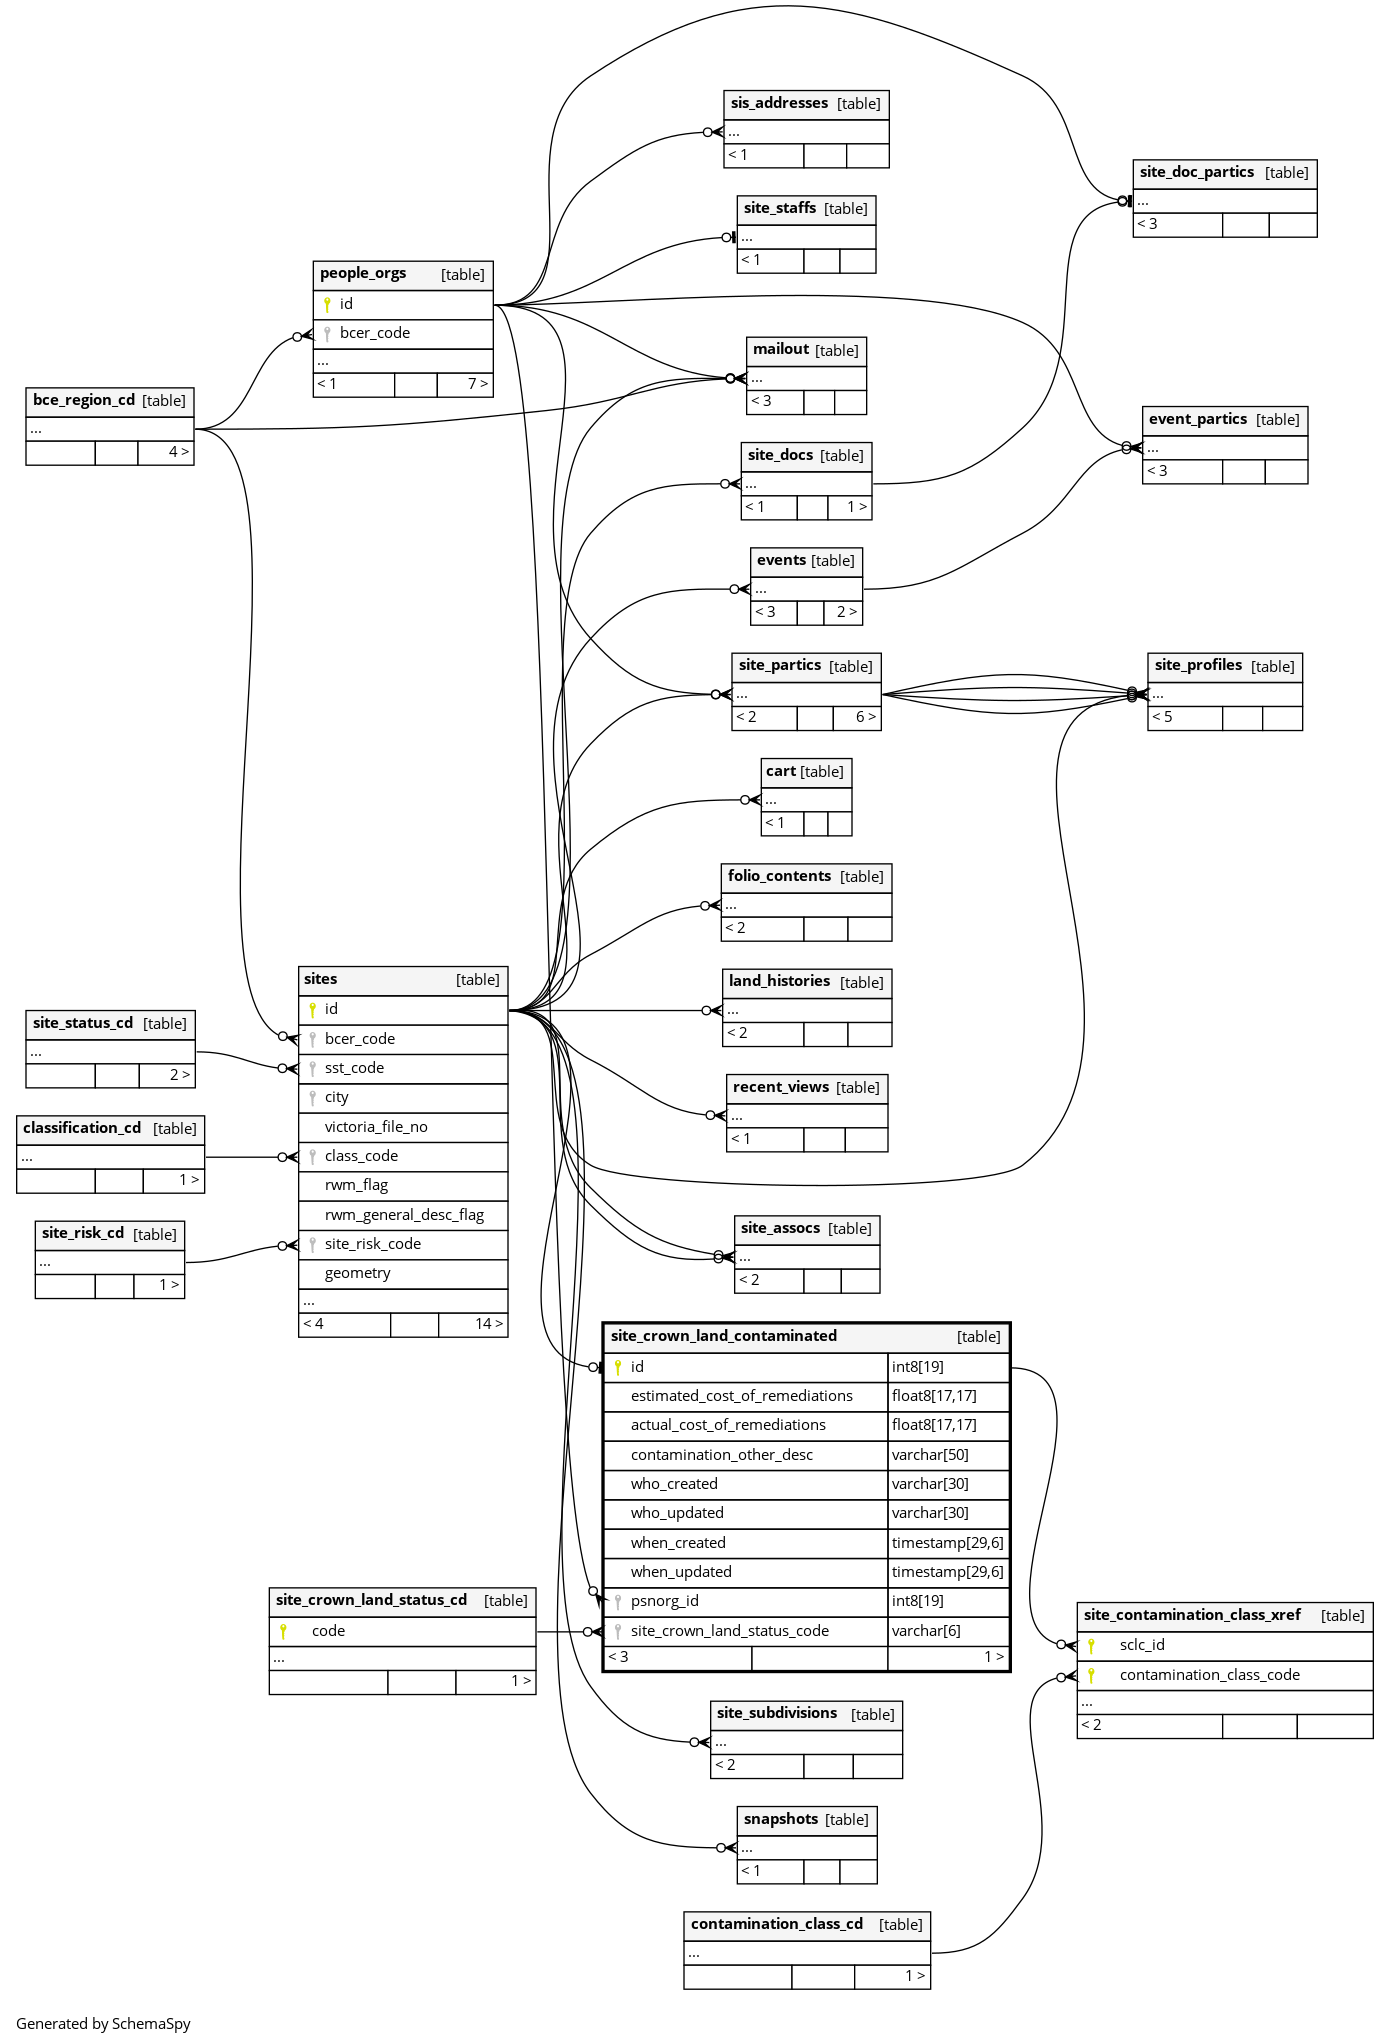 sis_addresses [table]
...
< 1
site_doc_partics [table]
...
< 3
site_staffs [table]
...
< 1
people_orgs [table]
id
bcer_code
...
< 1 7 >
mailout [table]
...
< 3
bce_region_cd [table]
...
4 >
event_partics [table]
...
< 3
site_docs [table]
...
< 1 1 >
events [table]
...
< 3 2 >
site_partics [table]
...
< 2 6 >
site_profiles [table]
...
< 5
cart [table]
...
< 1
folio_contents [table]
...
< 2
sites [table]
id
bcer_code
sst_code
city
victoria_file_no
class_code
rwm_flag
rwm_general_desc_flag
site_risk_code
geometry
...
< 4 14 >
land_histories [table]
...
< 2
site_status_cd [table]
...
2 >
recent_views [table]
...
< 1
classification_cd [table]
...
1 >
site_risk_cd [table]
...
1 >
site_assocs [table]
...
< 2
site_crown_land_contaminated [table]
id int8[19]
estimated_cost_of_remediations float8[17,17]
actual_cost_of_remediations float8[17,17]
contamination_other_desc varchar[50]
who_created varchar[30]
who_updated varchar[30]
when_created timestamp[29,6]
when_updated timestamp[29,6]
psnorg_id int8[19]
site_crown_land_status_code varchar[6]
< 3 1 >
site_crown_land_status_cd [table]
code
...
1 >
site_contamination_class_xref [table]
sclc_id
contamination_class_code
...
< 2
site_subdivisions [table]
...
< 2
snapshots [table]
...
< 1
contamination_class_cd [table]
...
1 >
Generated by SchemaSpy